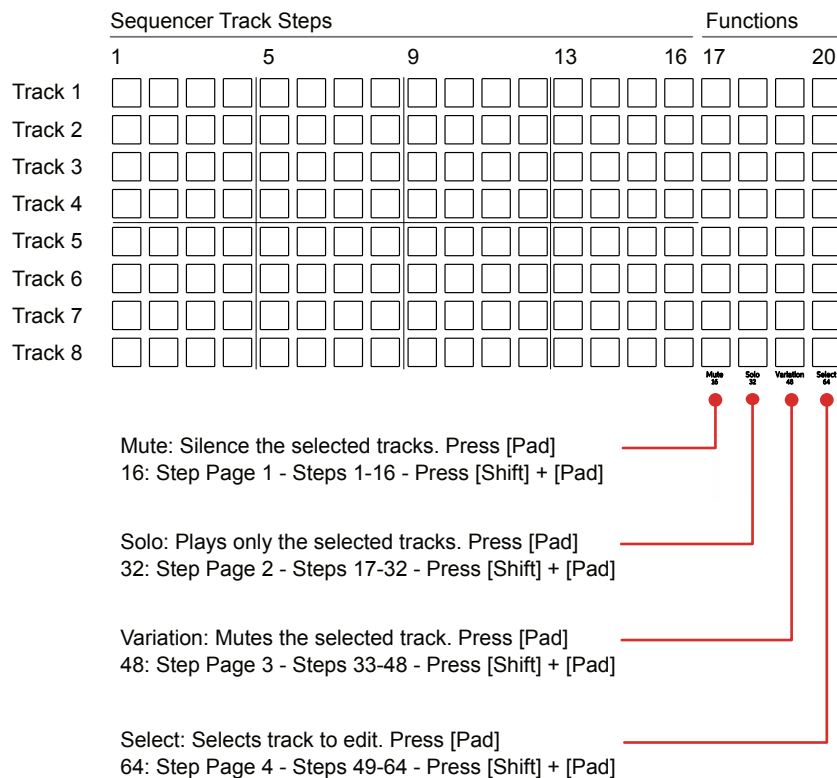 Sequencer Track Steps Functions
1 5 9 13 16 17 20
Track 1
Track 2
Track 3
Track 4
Track 5
Track 6
Track 7
Track 8
Mute Solo Variation Select
16 32 48 64
Mute: Silence the selected tracks. Press [Pad]
16: Step Page 1 - Steps 1-16 - Press [Shift] + [Pad]
Solo: Plays only the selected tracks. Press [Pad]
32: Step Page 2 - Steps 17-32 - Press [Shift] + [Pad]
Variation: Mutes the selected track. Press [Pad]
48: Step Page 3 - Steps 33-48 - Press [Shift] + [Pad]
Select: Selects track to edit. Press [Pad]
64: Step Page 4 - Steps 49-64 - Press [Shift] + [Pad]